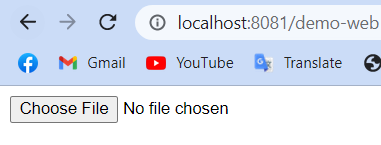 localhost:8081/demo-web
Gmail YouTube Translate
Choose File No file chosen